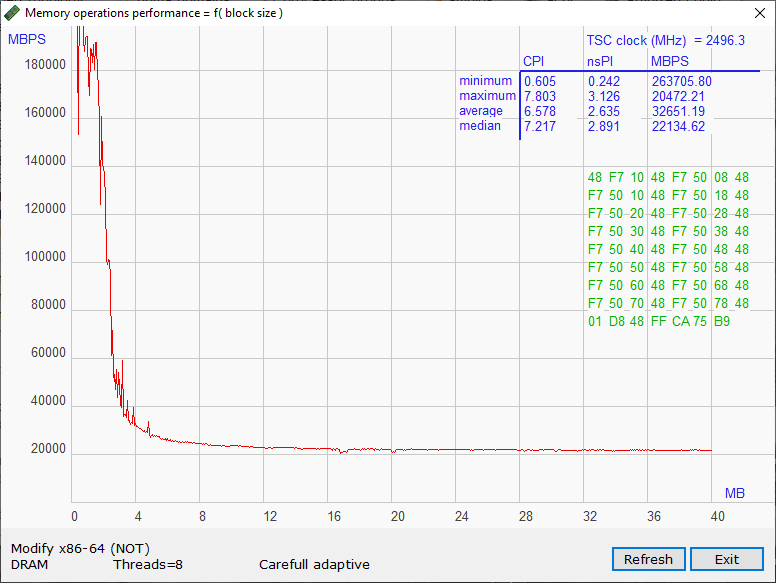 Memory operations performance = f( block size )
MBPS
TSC clock (MHz) = 2496.3
CPI nsPI MBPS
minimum 0.605 0.242 263705.80
maximum 7.803 3.126 20472.21
average 6.578 2.635 32651.19
median 7.217 2.891 22134.62
180000
160000
140000
120000
100000
80000
60000
40000
20000
48 F7 10 48 F7 50 08 48
F7 50 10 48 F7 50 18 48
F7 50 20 48 F7 50 28 48
F7 50 30 48 F7 50 38 48
F7 50 40 48 F7 50 48 48
F7 50 50 48 F7 50 58 48
F7 50 60 48 F7 50 68 48
F7 50 70 48 F7 50 78 48
01 D8 48 FF CA 75 B9
MB
0 4 8 12 16 20 24 28 32 36 40
Modify x86-64 (NOT)
DRAM Threads=8 Carefull adaptive
Refresh Exit